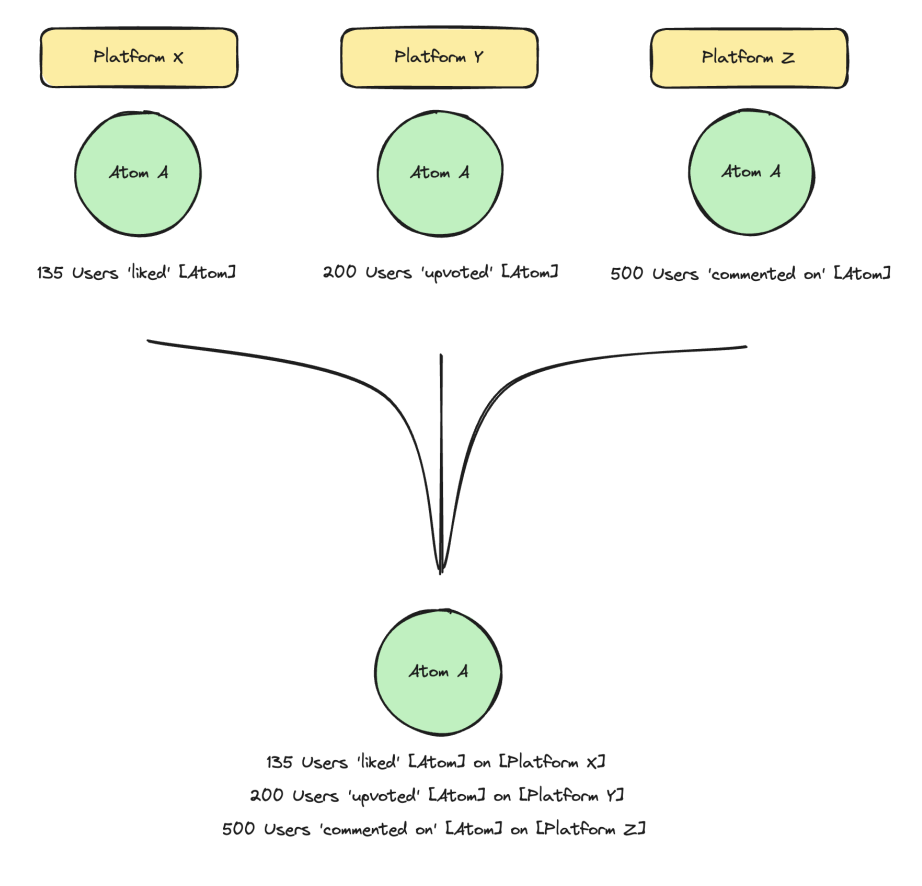 Platform X
Platform Y
Platform Z
Atom A
Atom A
Atom A
135 Users 'liked' [Atom]
200 Users 'upvoted' [Atom]
500 Users 'commented on' [Atom]
Atom A
135 Users 'liked' [Atom] on [Platform X]
200 Users 'upvoted' [Atom] on [Platform Y]
500 Users 'commented on' [Atom] on [Platform Z]